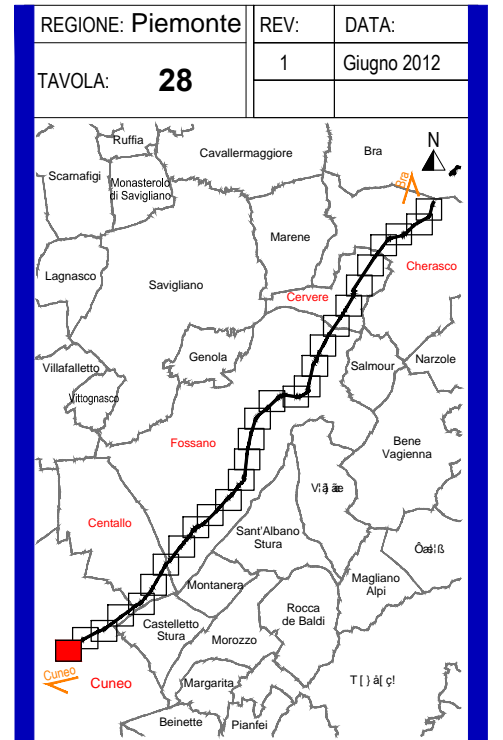 REGIONE: Piemonte
REV:
DATA:
TAVOLA: 28
1
Giugno 2012
Ruffia
Cavallermaggiore
Bra
N
Scarnafigi
Monasterolo
di Savigliano
Bra
Marene
Lagnasco
Savigliano
Cherasco
Cervere
Genola
Salmour
Narzole
Villafalletto
Vittognasco
Fossano
Bene
Vagienna
Centallo
Sant'Albano
Stura
Montanera
Magliano
Alpi
Castelletto
Stura
Rocca
de Baldi
Morozzo
Cuneo
Cuneo
Margarita
Beinette
Pianfei